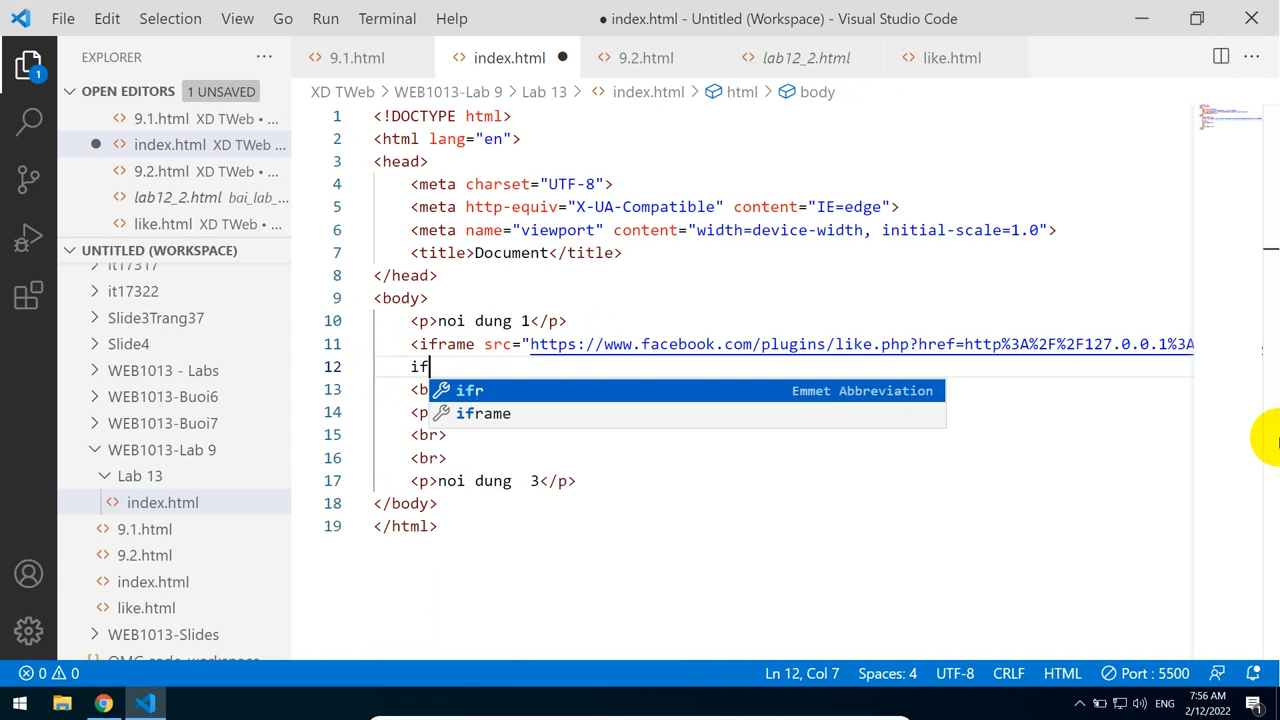 File Edit Selection View Go Run Terminal Help
● index.html - Untitled (Workspace) - Visual Studio Code
EXPLORER
9.1.html index.html 9.2.html lab12_2.html like.html
OPEN EDITORS 1 UNSAVED
9.1.html XD TWeb • ...
index.html XD TWeb ...
9.2.html XD TWeb • ...
lab12_2.html bai_lab_...
like.html XD TWeb • ...
UNTITLED (WORKSPACE)
it17317
it17322
Slide3Trang37
Slide4
WEB1013 - Labs
WEB1013-Buoi6
WEB1013-Buoi7
WEB1013-Lab 9
Lab 13
index.html
9.1.html
9.2.html
index.html
like.html
WEB1013-Slides
OMG.code-workspace
1
XD TWeb > WEB1013-Lab 9 > Lab 13 > index.html > html > body
1 <!DOCTYPE html>
2 <html lang="en">
3 <head>
4 <meta charset="UTF-8">
5 <meta http-equiv="X-UA-Compatible" content="IE=edge">
6 <meta name="viewport" content="width=device-width, initial-scale=1.0">
7 <title>Document</title>
8 </head>
9 <body>
10 <p>noi dung 1</p>
11 <iframe src="https://www.facebook.com/plugins/like.php?href=http%3A%2F%2F127.0.0.1%3A
12 if
ifr Emmet Abbreviation
iframe
13 <b
14 <p
15 <br>
16 <br>
17 <p>noi dung  3</p>
18 </body>
19 </html>
0 0 Ln 12, Col 7 Spaces: 4 UTF-8 CRLF HTML Port : 5500
ENG 7:56 AM
2/12/2022 1